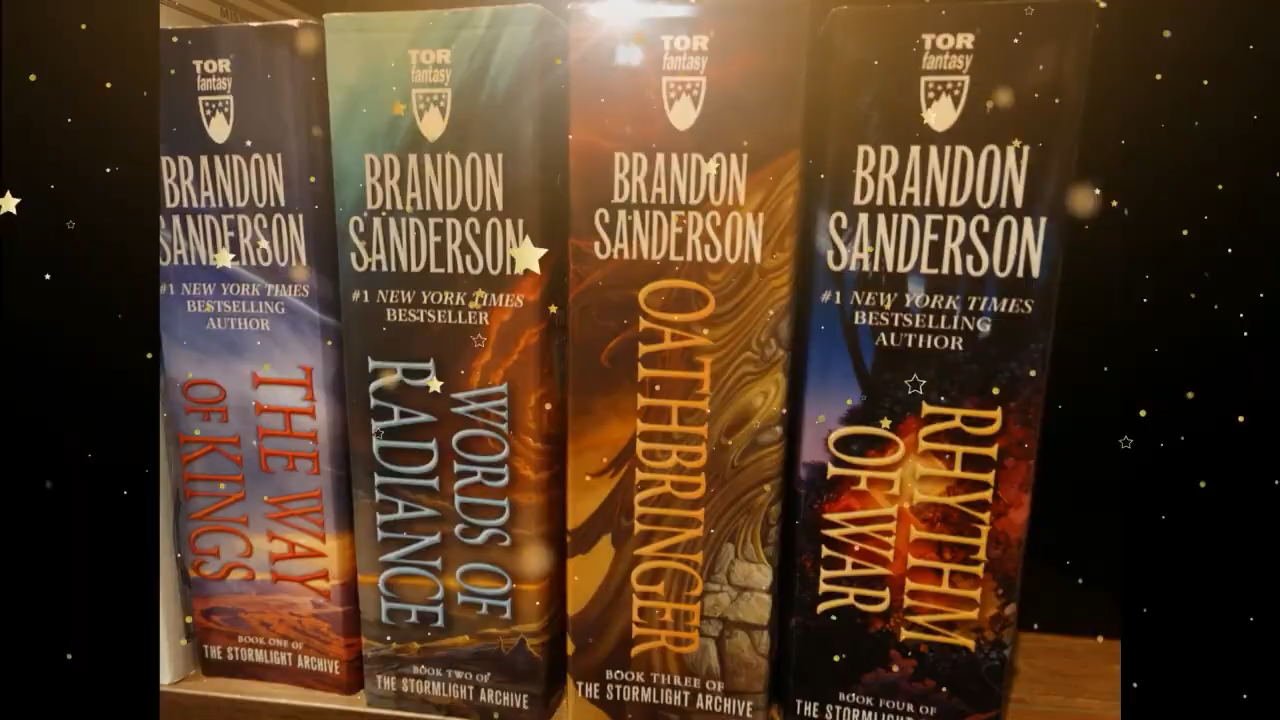 TOR
fantasy
BRANDON
SANDERSON
#1 NEW YORK TIMES
BESTSELLING
AUTHOR
THE WAY
OF KINGS
BOOK ONE OF
THE STORMLIGHT ARCHIVE
TOR
fantasy
BRANDON
SANDERSON
#1 NEW YORK TIMES
BESTSELLER
WORDS OF
RADIANCE
BOOK TWO OF
THE STORMLIGHT ARCHIVE
TOR
fantasy
BRANDON
SANDERSON
OATHBRINGER
BOOK THREE OF
THE STORMLIGHT ARCHIVE
TOR
fantasy
BRANDON
SANDERSON
#1 NEW YORK TIMES
BESTSELLING
AUTHOR
RHYTHM
OF WAR
BOOK FOUR OF
THE STORMLIGHT